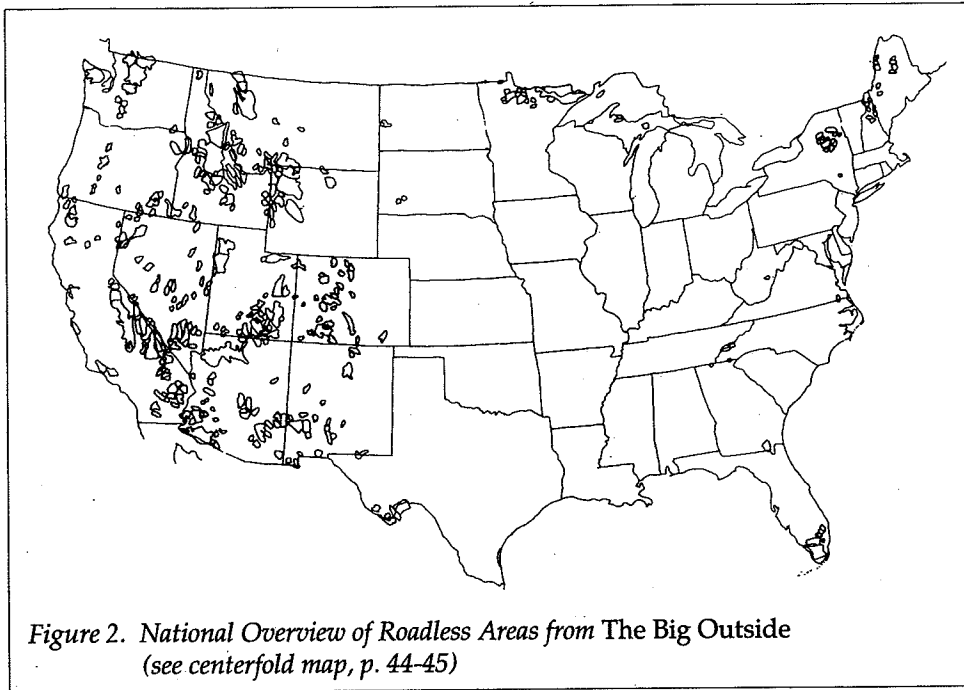 Figure 2. National Overview of Roadless Areas from The Big Outside
(see centerfold map, p. 44-45)